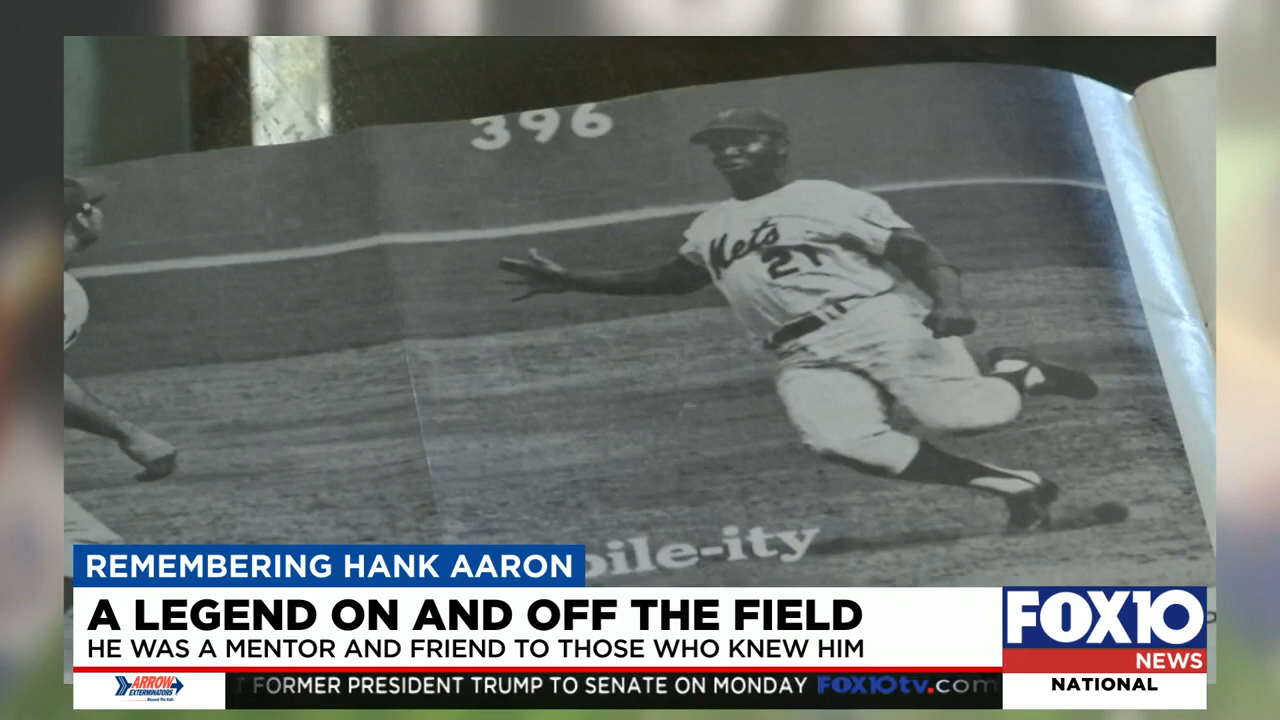 396
Mets
21
pile-ity
REMEMBERING HANK AARON
A LEGEND ON AND OFF THE FIELD
HE WAS A MENTOR AND FRIEND TO THOSE WHO KNEW HIM
FOX10
NEWS
NATIONAL
ARROW
EXTERMINATORS
FORMER PRESIDENT TRUMP TO SENATE ON MONDAY FOX10tv.com